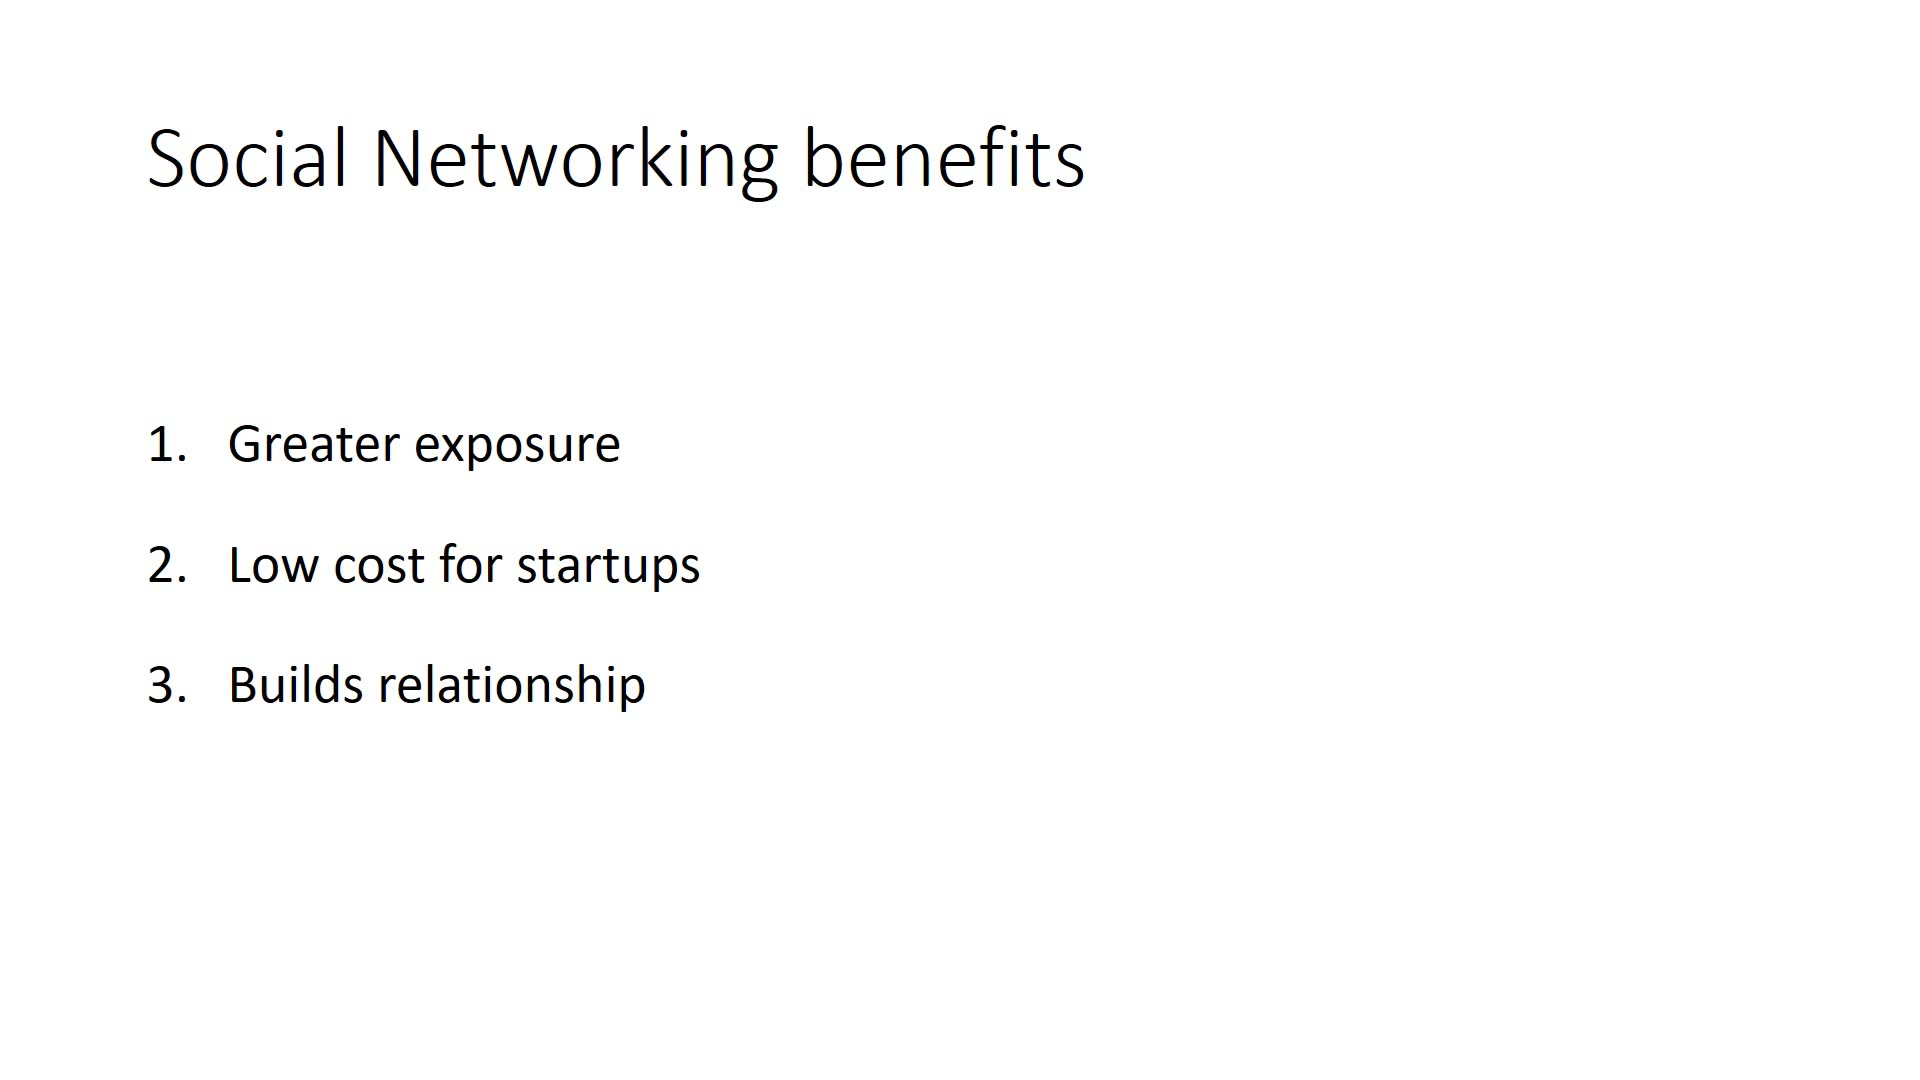 Social Networking benefits
1. Greater exposure
2. Low cost for startups
3. Builds relationship